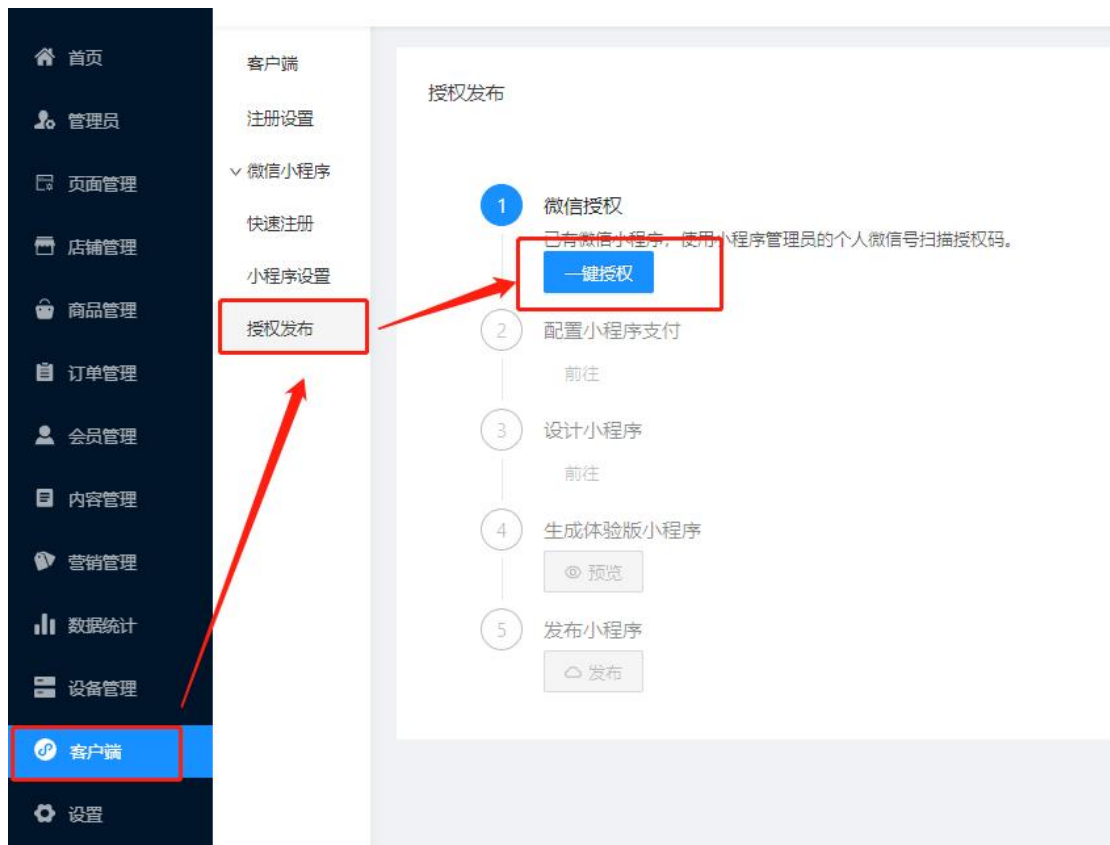 首页
管理员
页面管理
店铺管理
商品管理
订单管理
会员管理
内容管理
营销管理
数据统计
设备管理
客户端
设置
客户端
注册设置
微信小程序
快速注册
小程序设置
授权发布
授权发布
1
微信授权
已有微信小程序，使用小程序管理员的个人微信号扫描授权码。
一键授权
2
配置小程序支付
前往
3
设计小程序
前往
4
生成体验版小程序
预览
5
发布小程序
发布